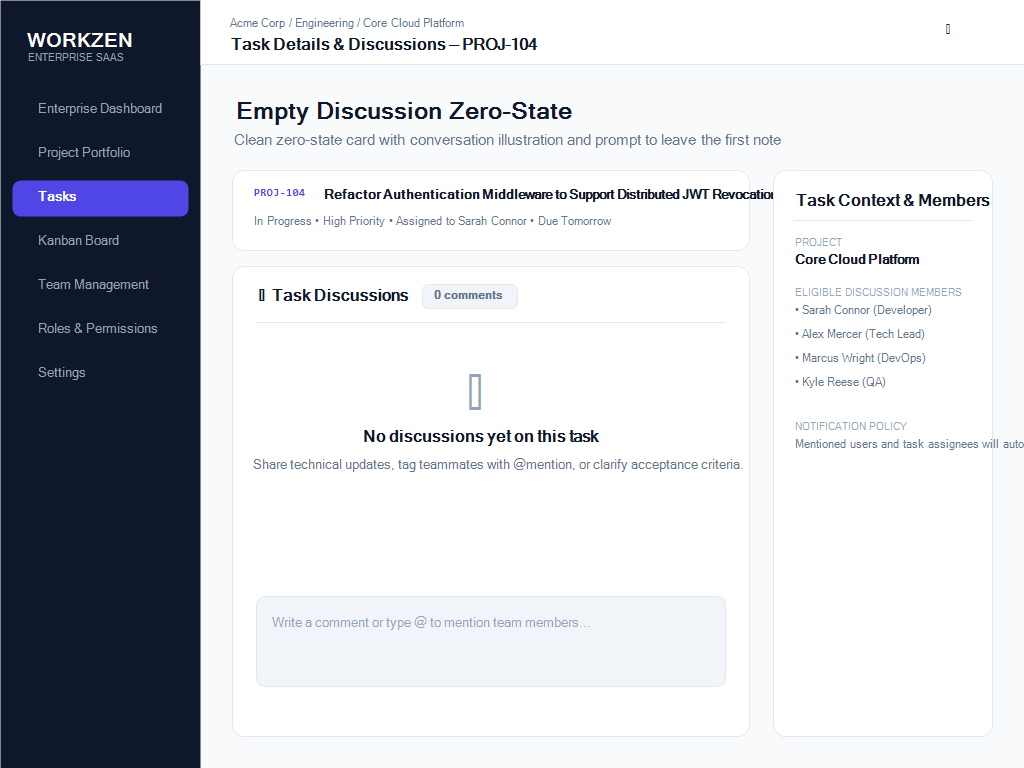 WORKZEN
ENTERPRISE SAAS
Enterprise Dashboard
Project Portfolio
Tasks
Kanban Board
Team Management
Roles & Permissions
Settings
Acme Corp / Engineering / Core Cloud Platform
Task Details & Discussions — PROJ-104
Empty Discussion Zero-State
Clean zero-state card with conversation illustration and prompt to leave the first note
PROJ-104 Refactor Authentication Middleware to Support Distributed JWT Revocation
In Progress • High Priority • Assigned to Sarah Connor • Due Tomorrow
Task Discussions 0 comments
No discussions yet on this task
Share technical updates, tag teammates with @mention, or clarify acceptance criteria.
Write a comment or type @ to mention team members...
Task Context & Members
PROJECT
Core Cloud Platform
ELIGIBLE DISCUSSION MEMBERS
• Sarah Connor (Developer)
• Alex Mercer (Tech Lead)
• Marcus Wright (DevOps)
• Kyle Reese (QA)
NOTIFICATION POLICY
Mentioned users and task assignees will auto